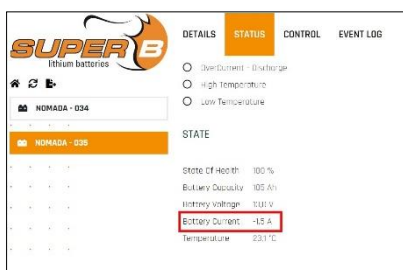 SUPER B
lithium batteries
DETAILS STATUS CONTROL EVENT LOG
NOMADA - 034
NOMADA - 035
OverCurrent - Discharge
High Temperature
Low Temperature
STATE
State Of Health 100 %
Battery Capacity 105 Ah
Battery Voltage
Battery Current -1.5 A
Temperature 23.1 °C